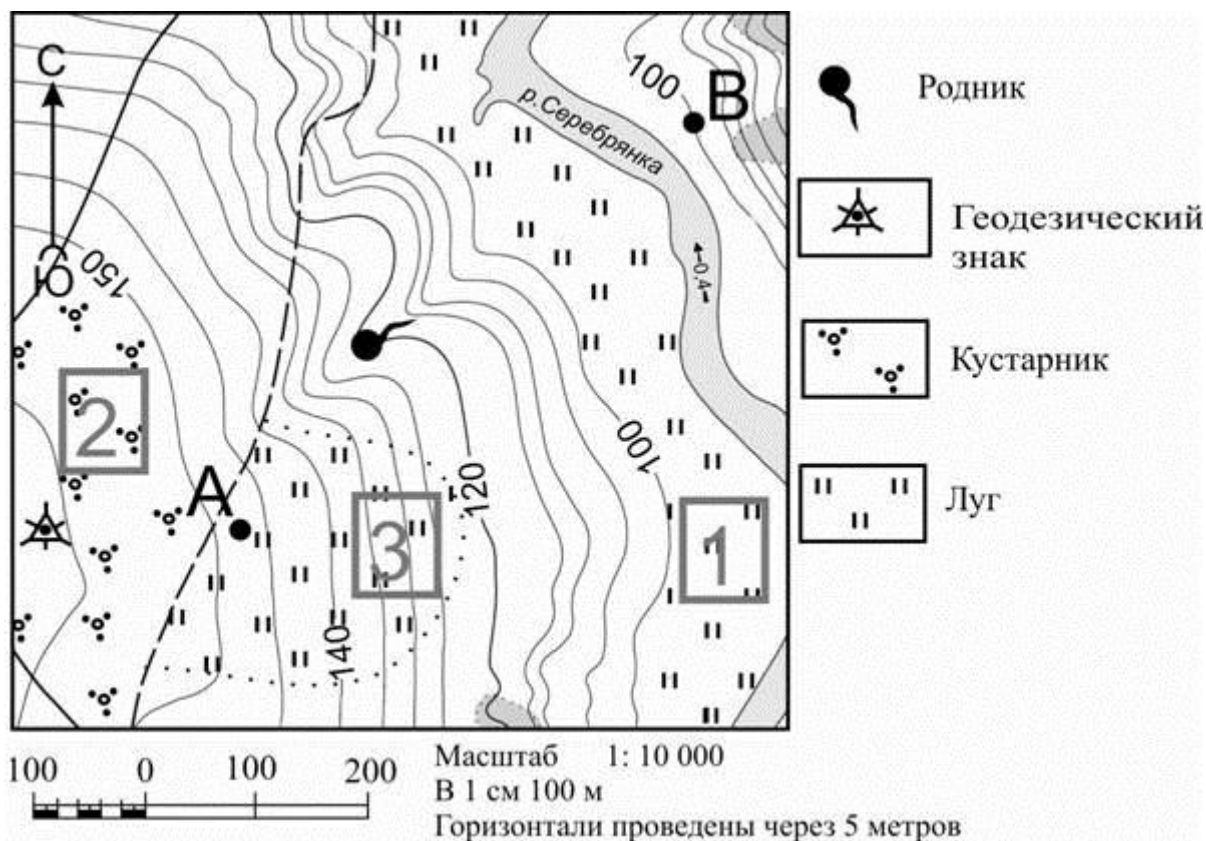 С
Ю
150
2
А
3
140
120
100
1
р. Серебрянка
0,4
100
В
Родник
Геодезический
знак
Кустарник
Луг
100 0 100 200
Масштаб 1: 10 000
В 1 см 100 м
Горизонтали проведены через 5 метров